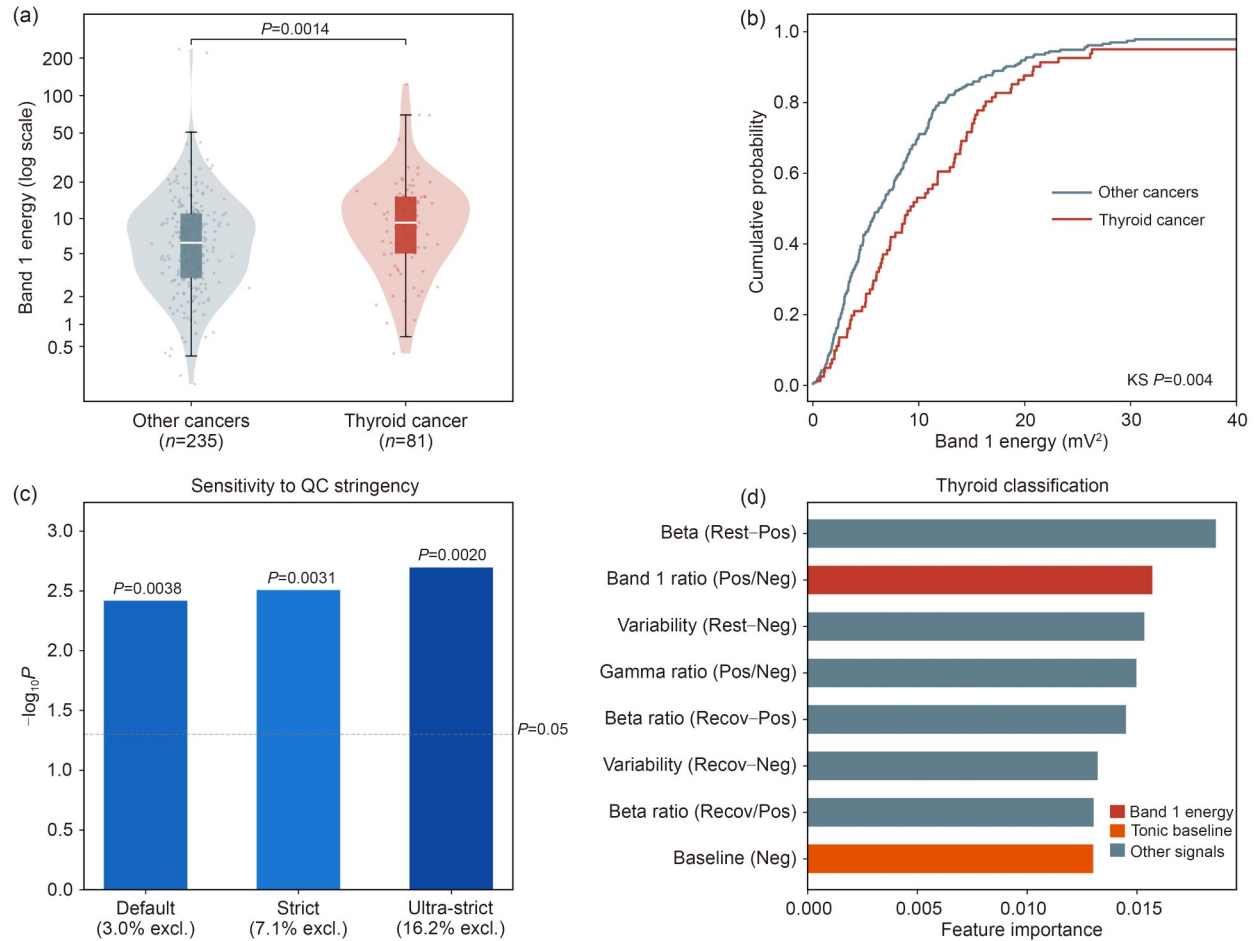 (a)
P=0.0014
Band 1 energy (log scale)
200
100
50
20
10
5
2
1
0.5
Other cancers
(n=235)
Thyroid cancer
(n=81)
(b)
Cumulative probability
1.0
0.8
0.6
0.4
0.2
0.0
Other cancers
Thyroid cancer
KS P=0.004
0
10
20
30
40
Band 1 energy (mV²)
(c)
Sensitivity to QC stringency
−log₁₀P
3.0
2.5
2.0
1.5
1.0
0.5
0.0
P=0.0038
P=0.0031
P=0.0020
P=0.05
Default
(3.0% excl.)
Strict
(7.1% excl.)
Ultra-strict
(16.2% excl.)
(d)
Thyroid classification
Beta (Rest−Pos)
Band 1 ratio (Pos/Neg)
Variability (Rest−Neg)
Gamma ratio (Pos/Neg)
Beta ratio (Recov−Pos)
Variability (Recov−Neg)
Beta ratio (Recov/Pos)
Baseline (Neg)
Band 1 energy
Tonic baseline
Other signals
0.000
0.005
0.010
0.015
Feature importance